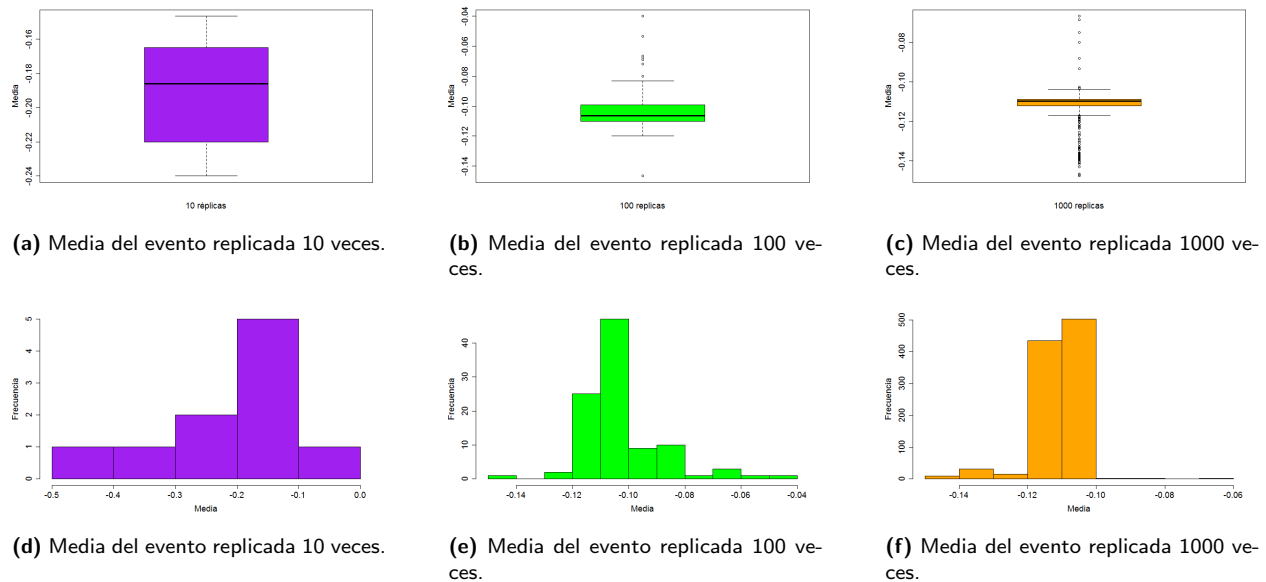 -0.16
-0.18
-0.20
-0.22
-0.24
Media
10 réplicas
-0.04
-0.06
-0.08
-0.10
-0.12
-0.14
Media
100 replicas
-0.08
-0.10
-0.12
-0.14
Media
1000 replicas
(a) Media del evento replicada 10 veces.
(b) Media del evento replicada 100 ve-
ces.
(c) Media del evento replicada 1000 ve-
ces.
5
4
3
2
1
0
Frecuencia
-0.5 -0.4 -0.3 -0.2 -0.1 0.0
Media
40
30
20
10
0
Frecuencia
-0.14 -0.12 -0.10 -0.08 -0.06 -0.04
Media
500
400
300
200
100
0
Frecuencia
-0.14 -0.12 -0.10 -0.08 -0.06
Media
(d) Media del evento replicada 10 veces.
(e) Media del evento replicada 100 ve-
ces.
(f) Media del evento replicada 1000 ve-
ces.